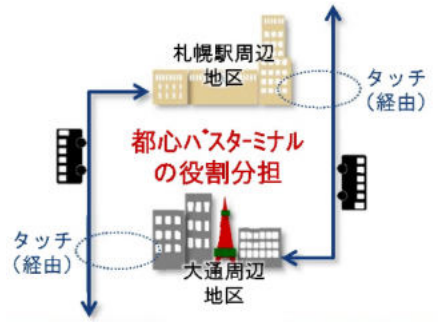 札幌駅周辺
地区
タッチ
(経由)
都心バスターミナル
の役割分担
タッチ
(経由)
大通周辺
地区